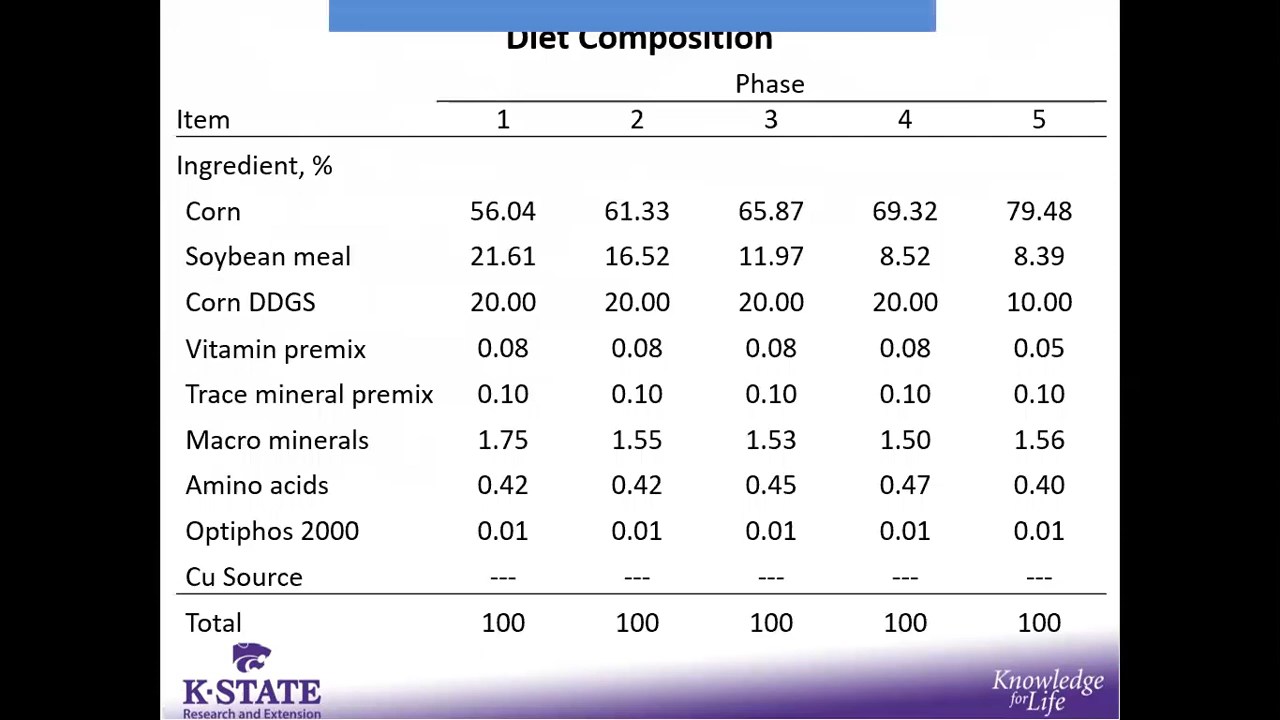 Diet Composition
Phase
Item 1 2 3 4 5
Ingredient, %
Corn 56.04 61.33 65.87 69.32 79.48
Soybean meal 21.61 16.52 11.97 8.52 8.39
Corn DDGS 20.00 20.00 20.00 20.00 10.00
Vitamin premix 0.08 0.08 0.08 0.08 0.05
Trace mineral premix 0.10 0.10 0.10 0.10 0.10
Macro minerals 1.75 1.55 1.53 1.50 1.56
Amino acids 0.42 0.42 0.45 0.47 0.40
Optiphos 2000 0.01 0.01 0.01 0.01 0.01
Cu Source --- --- --- --- ---
Total 100 100 100 100 100
K-STATE
Research and Extension
Knowledge
for Life